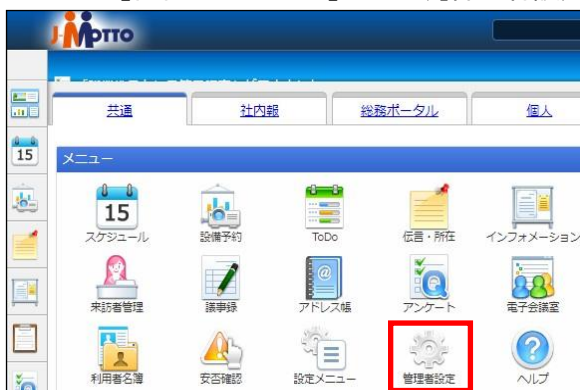 J-MOTTO
共通 社内報 総務ポータル 個人
15
メニュー
15
スケジュール 設備予約 ToDo 伝言・所在 インフォメーション
来訪者管理 議事録 アドレス帳 アンケート 電子会議室
利用者名簿 安否確認 設定メニュー 管理者設定 ヘルプ